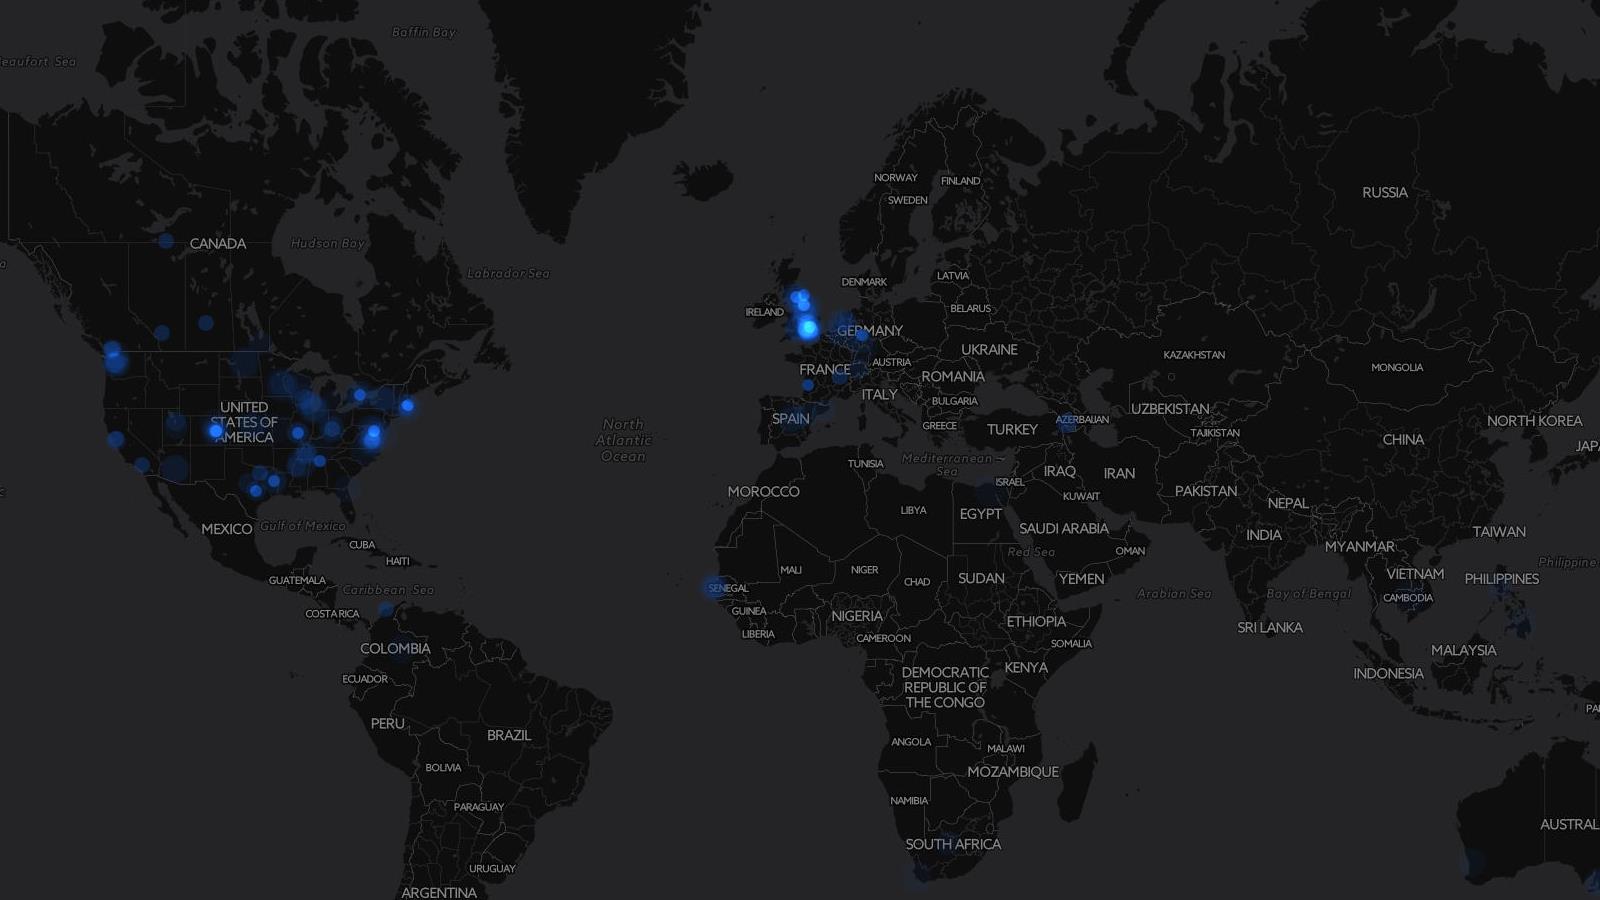 Baffin Bay
eaufort Sea
NORWAY
FINLAND
RUSSIA
SWEDEN
CANADA
Hudson Bay
Labrador Sea
DENMARK
LATVIA
IRELAND
BELARUS
GERMANY
UKRAINE
KAZAKHSTAN
MONGOLIA
FRANCE
AUSTRIA
ROMANIA
ITALY
BULGARIA
UZBEKISTAN
UNITED
STATES OF
AMERICA
SPAIN
GREECE
TURKEY
AZERBAIJAN
TAJIKISTAN
CHINA
NORTH KOREA
JAP
North
Atlantic
Ocean
TUNISIA
Mediterranean
Sea
IRAQ
IRAN
ISRAEL
MOROCCO
KUWAIT
PAKISTAN
NEPAL
LIBYA
EGYPT
MEXICO
Gulf of Mexico
SAUDI ARABIA
INDIA
TAIWAN
CUBA
Red Sea
OMAN
MYANMAR
HAITI
Philippine
GUATEMALA
Caribbean Sea
MALI
NIGER
CHAD
SUDAN
YEMEN
VIETNAM
PHILIPPINES
SENEGAL
Arabian Sea
Bay of Bengal
CAMBODIA
COSTA RICA
GUINEA
NIGERIA
ETHIOPIA
SRI LANKA
LIBERIA
CAMEROON
SOMALIA
COLOMBIA
MALAYSIA
ECUADOR
DEMOCRATIC
REPUBLIC OF
THE CONGO
KENYA
INDONESIA
PERU
BRAZIL
PA
ANGOLA
MALAWI
BOLIVIA
MOZAMBIQUE
PARAGUAY
NAMIBIA
AUSTRAL
SOUTH AFRICA
URUGUAY
ARGENTINA